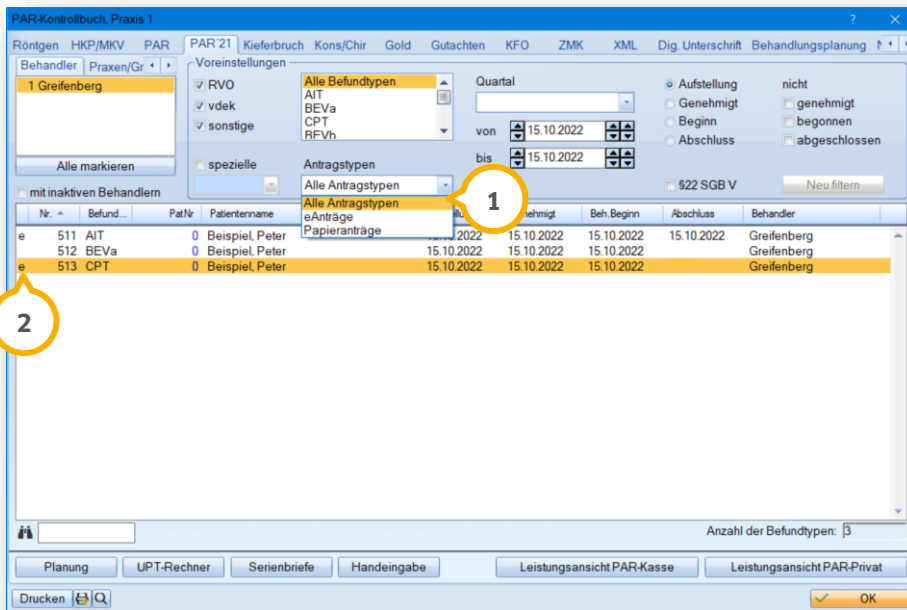 PAR-Kontrollbuch, Praxis 1
Röntgen HKP/MKV PAR PAR'21 Kieferbruch Kons/Chir Gold Gutachten KFO ZMK XML Dig. Unterschrift Behandlungsplanung
Behandler Praxen/Gr
1 Greifenberg
Alle markieren
mit inaktiven Behandlern
Voreinstellungen
RVO
vdek
sonstige
spezielle
Alle Befundtypen
AIT
BEVa
CPT
BEVb
Antragstypen
Alle Antragstypen
Alle Antragstypen
eAnträge
Papieranträge
Quartal
von 15.10.2022
bis 15.10.2022
Aufstellung
Genehmigt
Beginn
Abschluss
nicht
genehmigt
begonnen
abgeschlossen
§22 SGB V
Neu filtern
1
Nr. Befund... PatNr Patientenname Beh.Beginn Abschluss Behandler
e 511 AIT 0 Beispiel, Peter 15.10.2022 15.10.2022 15.10.2022 15.10.2022 Greifenberg
512 BEVa 0 Beispiel, Peter 15.10.2022 15.10.2022 15.10.2022 Greifenberg
e 513 CPT 0 Beispiel, Peter 15.10.2022 15.10.2022 15.10.2022 Greifenberg
2
Anzahl der Befundtypen: 3
Planung UPT-Rechner Serienbriefe Handeingabe Leistungsansicht PAR-Kasse Leistungsansicht PAR-Privat
Drucken OK